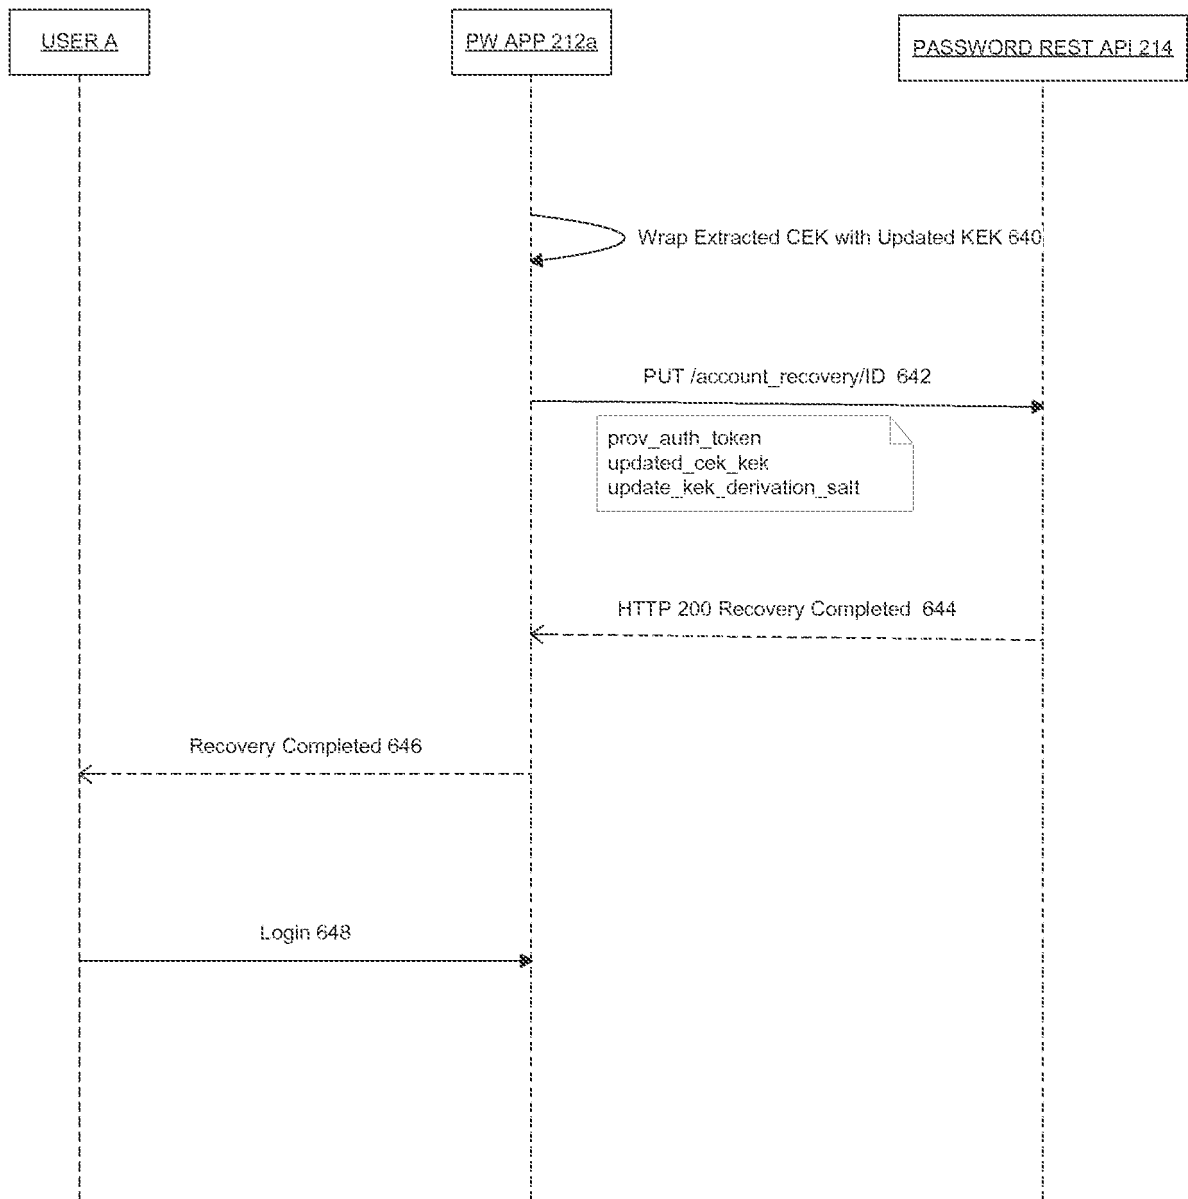 USER A
PW APP 212a
PASSWORD REST API 214
Wrap Extracted CEK with Updated KEK 640
PUT /account_recovery/ID 642
prov_auth_token
updated_cek_kek
update_kek_derivation_salt
HTTP 200 Recovery Completed 644
Recovery Completed 646
Login 648